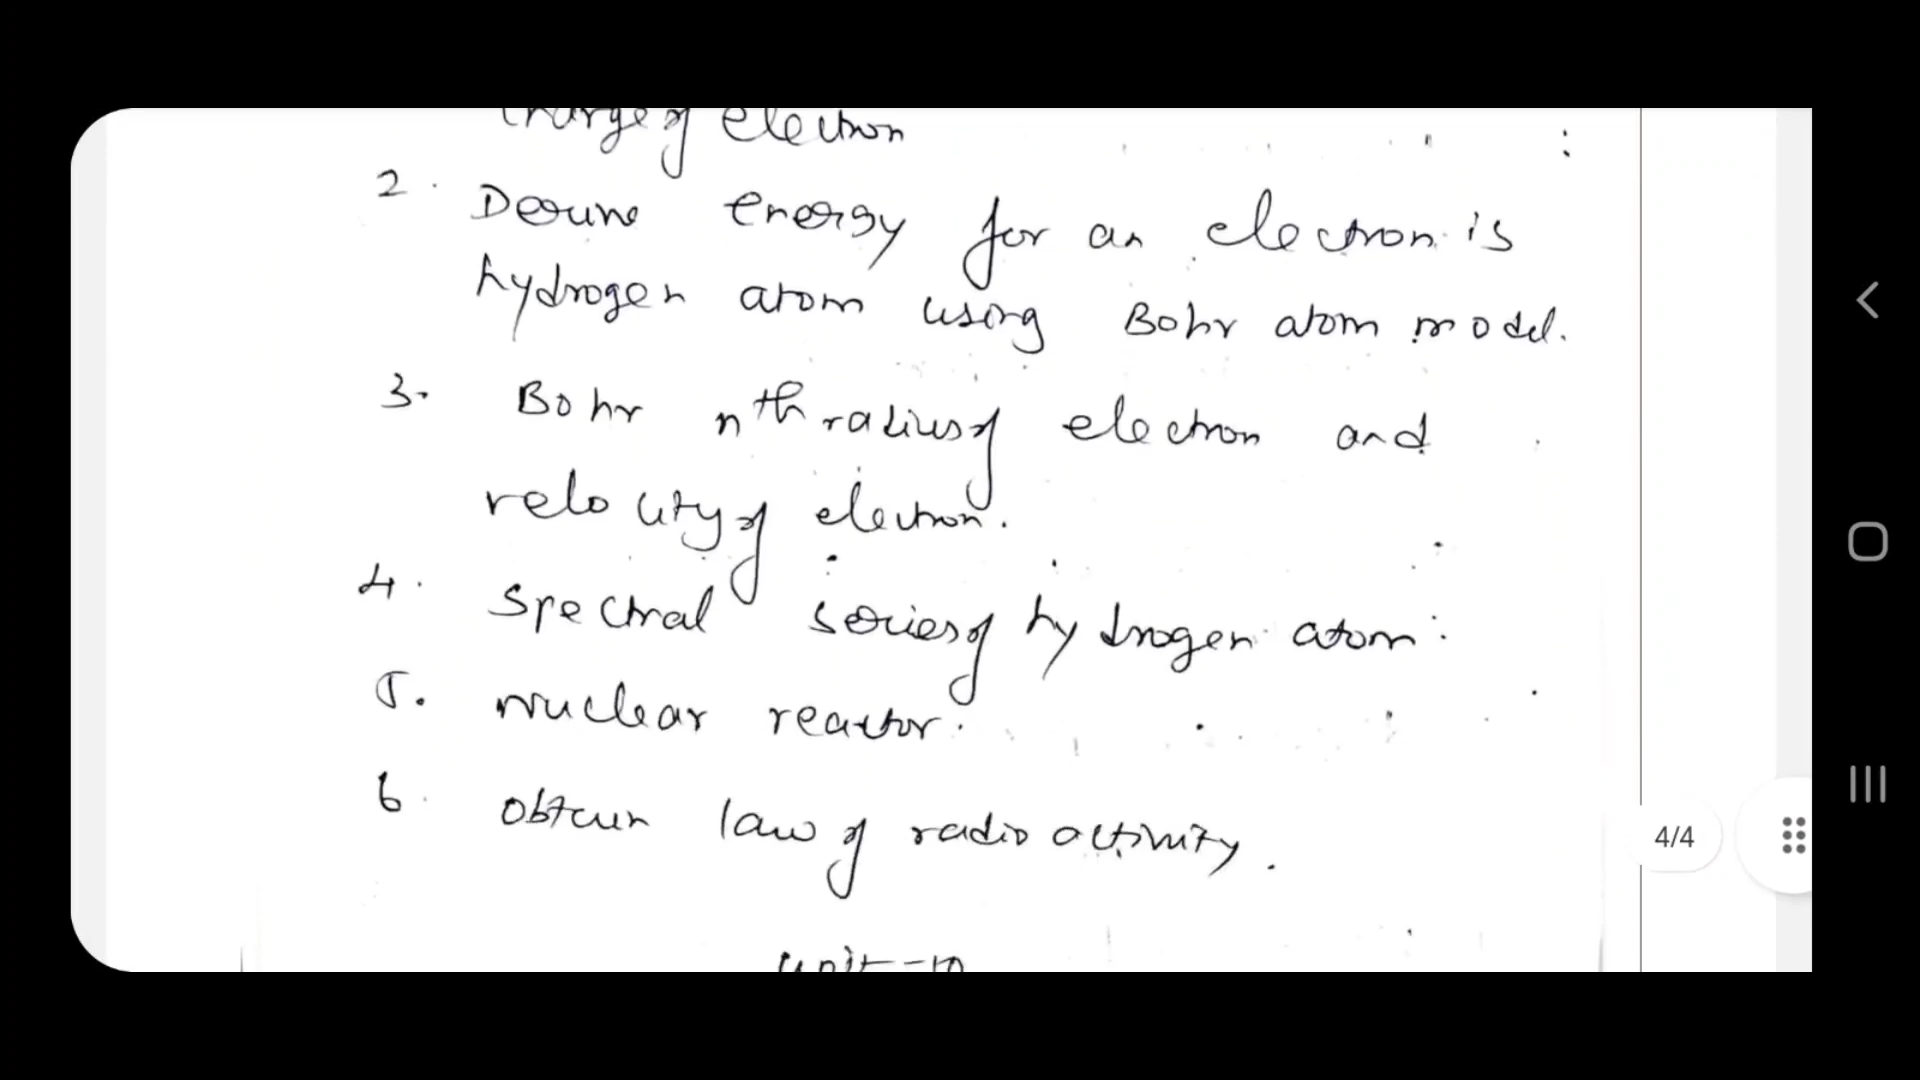 charge of electron
2. Derive energy for an electron is
hydrogen atom using Bohr atom model.
3. Bohr nth radius of electron and
velocity of electron.
4. Spectral series of hydrogen atom.
5. nuclear reactor.
6. Obtain law of radio activity.
4/4
unit-10